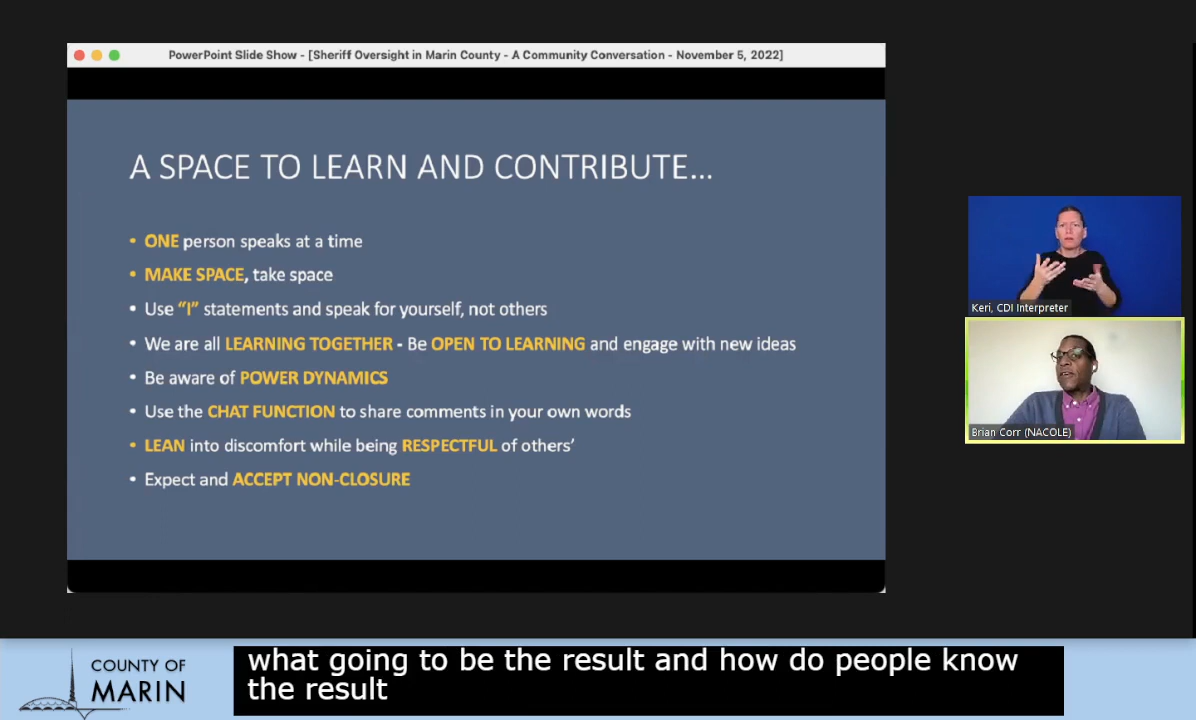 PowerPoint Slide Show - [Sheriff Oversight in Marin County - A Community Conversation - November 5, 2022]
A SPACE TO LEARN AND CONTRIBUTE...
• ONE person speaks at a time
• MAKE SPACE, take space
• Use “I” statements and speak for yourself, not others
• We are all LEARNING TOGETHER - Be OPEN TO LEARNING and engage with new ideas
• Be aware of POWER DYNAMICS
• Use the CHAT FUNCTION to share comments in your own words
• LEAN into discomfort while being RESPECTFUL of others’
• Expect and ACCEPT NON-CLOSURE
Keri, CDI Interpreter
Brian Corr (NACOLE)
COUNTY OF
MARIN
what going to be the result and how do people know
the result